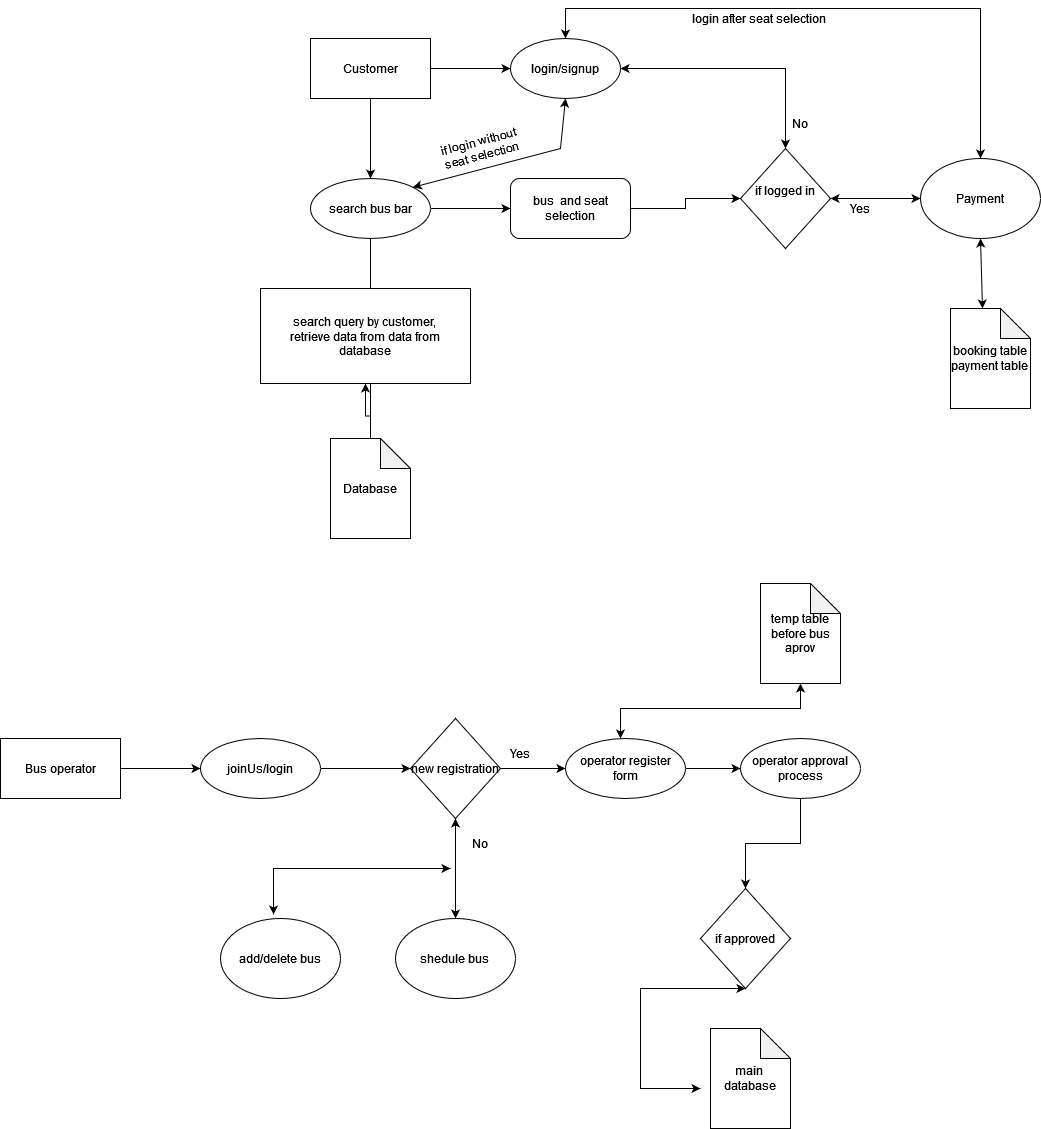 login after seat selection
Customer
login/signup
No
if login without
seat selection
if logged in
search bus bar
bus and seat
selection
Yes
Payment
search query by customer,
retrieve data from data from
database
booking table
payment table
Database
temp table
before bus
aprov
Bus operator
joinUs/login
new registration
Yes
operator register
form
operator approval
process
No
add/delete bus
shedule bus
if approved
main
database